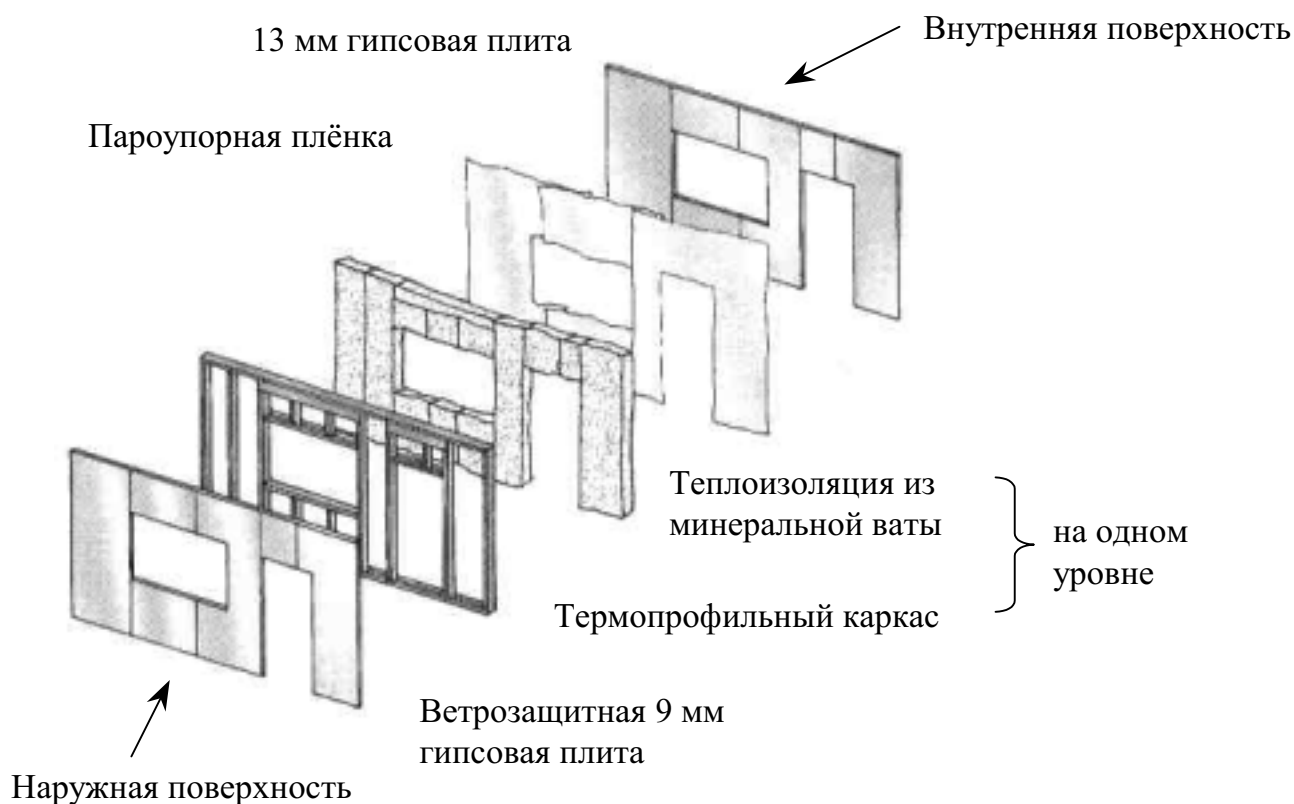 13 мм гипсовая плита
Внутренняя поверхность
Пароупорная плёнка
Теплоизоляция из
минеральной ваты
на одном
уровне
Термопрофильный каркас
Ветрозащитная 9 мм
гипсовая плита
Наружная поверхность